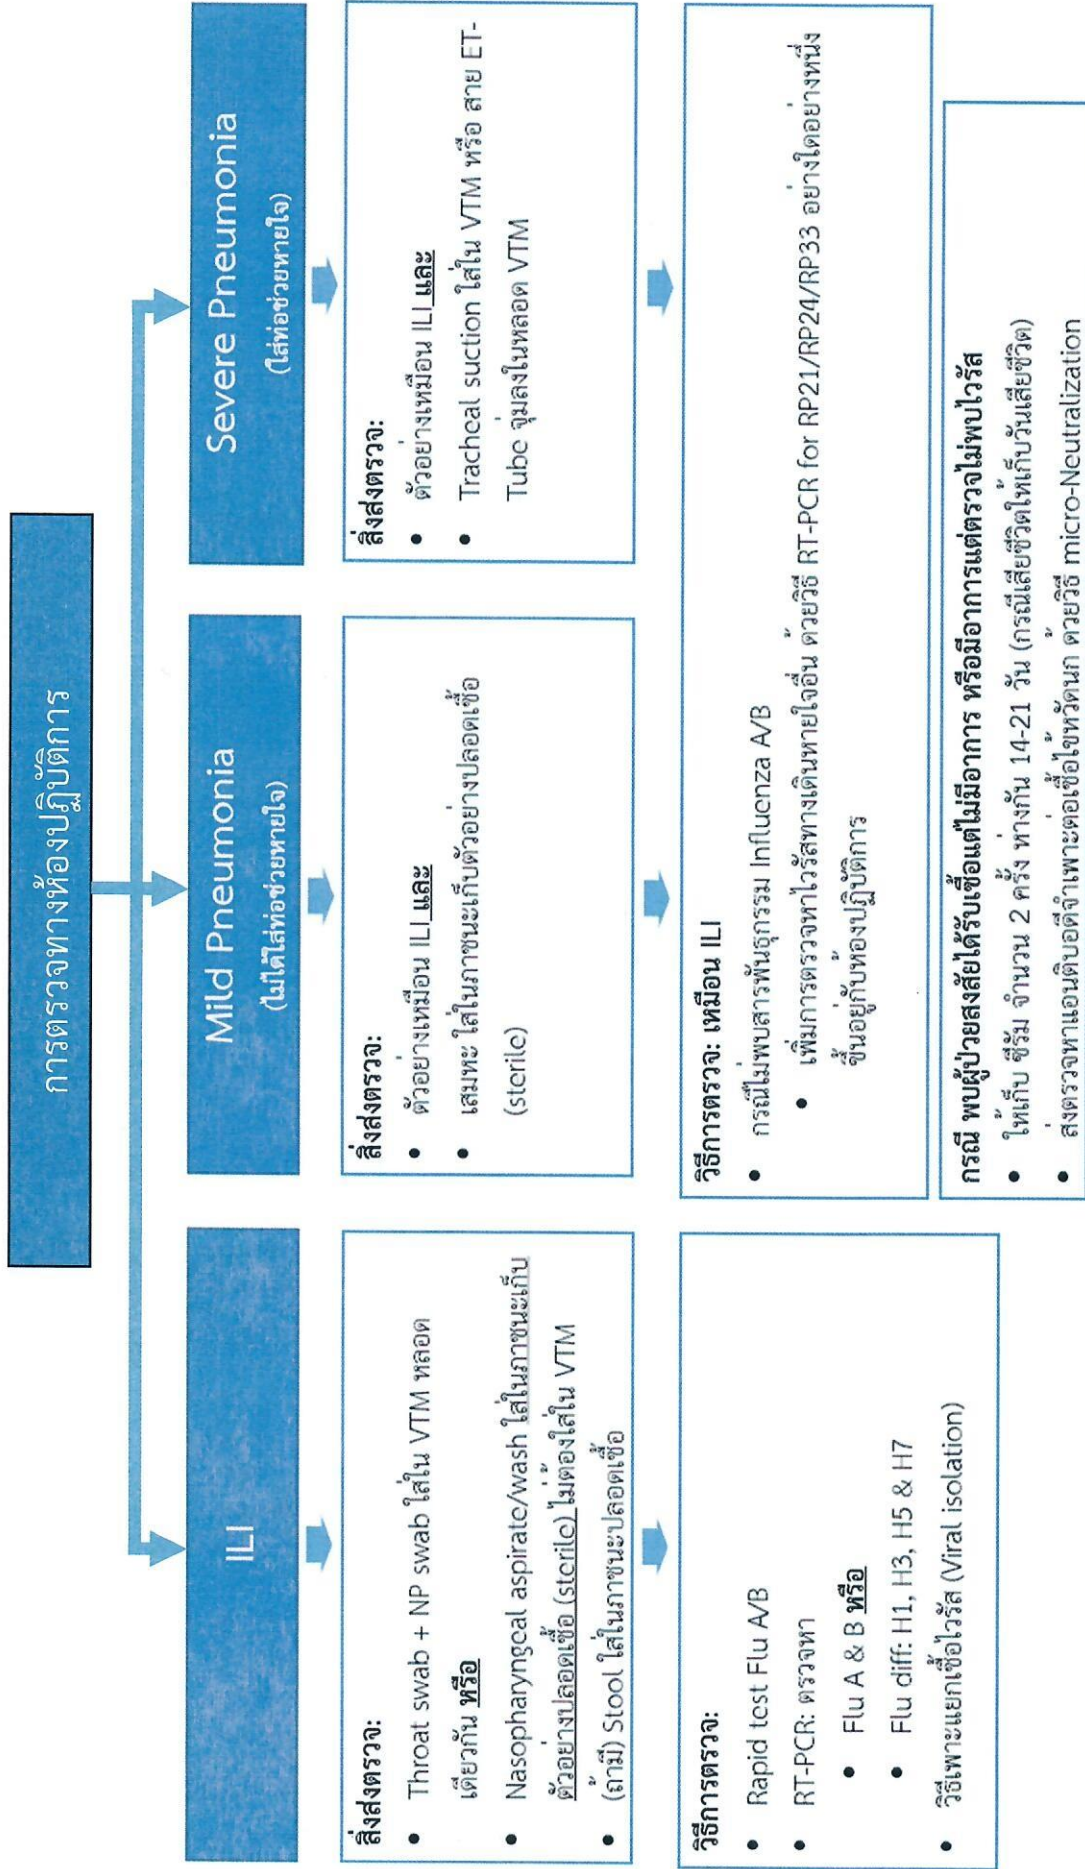 การตรวจทางห้องปฏิบัติการ
ILI
สิ่งส่งตรวจ:
• Throat swab + NP swab ใส่ใน VTM หลอด
เดียวกัน หรือ
• Nasopharyngeal aspirate/wash ใส่ในภาชนะเก็บ
ตัวอย่างปลอดเชื้อ (sterile) ไม่ต้องใส่ใน VTM
• (ถ้ามี) Stool ใส่ในภาชนะปลอดเชื้อ
วิธีการตรวจ:
• Rapid test Flu A/B
• RT-PCR: ตรวจหา
• Flu A & B หรือ
• Flu diff: H1, H3, H5 & H7
• วิธีเพาะแยกเชื้อไวรัส (Viral isolation)
Mild Pneumonia
(ไม่ได้ใส่ท่อช่วยหายใจ)
สิ่งส่งตรวจ:
• ตัวอย่างเหมือน ILI และ
• เสมหะ ใส่ในภาชนะเก็บตัวอย่างปลอดเชื้อ
(sterile)
Severe Pneumonia
(ใส่ท่อช่วยหายใจ)
สิ่งส่งตรวจ:
• ตัวอย่างเหมือน ILI และ
• Tracheal suction ใส่ใน VTM หรือ สาย ET-
Tube จุ่มลงในหลอด VTM
วิธีการตรวจ: เหมือน ILI
• กรณีไม่พบสารพันธุกรรม Influenza A/B
• เพิ่มการตรวจหาไวรัสทางเดินหายใจอื่น ด้วยวิธี RT-PCR for RP21/RP24/RP33 อย่างใดอย่างหนึ่ง
ขึ้นอยู่กับห้องปฏิบัติการ
กรณี พบผู้ป่วยสงสัยได้รับเชื้อแต่ไม่มีอาการ หรือมีอาการแต่ตรวจไม่พบไวรัส
• ให้เก็บ ซีรั่ม จำนวน 2 ครั้ง ห่างกัน 14-21 วัน (กรณีเสียชีวิตให้เก็บวันเสียชีวิต)
• ส่งตรวจหาแอนติบอดีจำเพาะต่อเชื้อไข้หวัดนก ด้วยวิธี micro-Neutralization